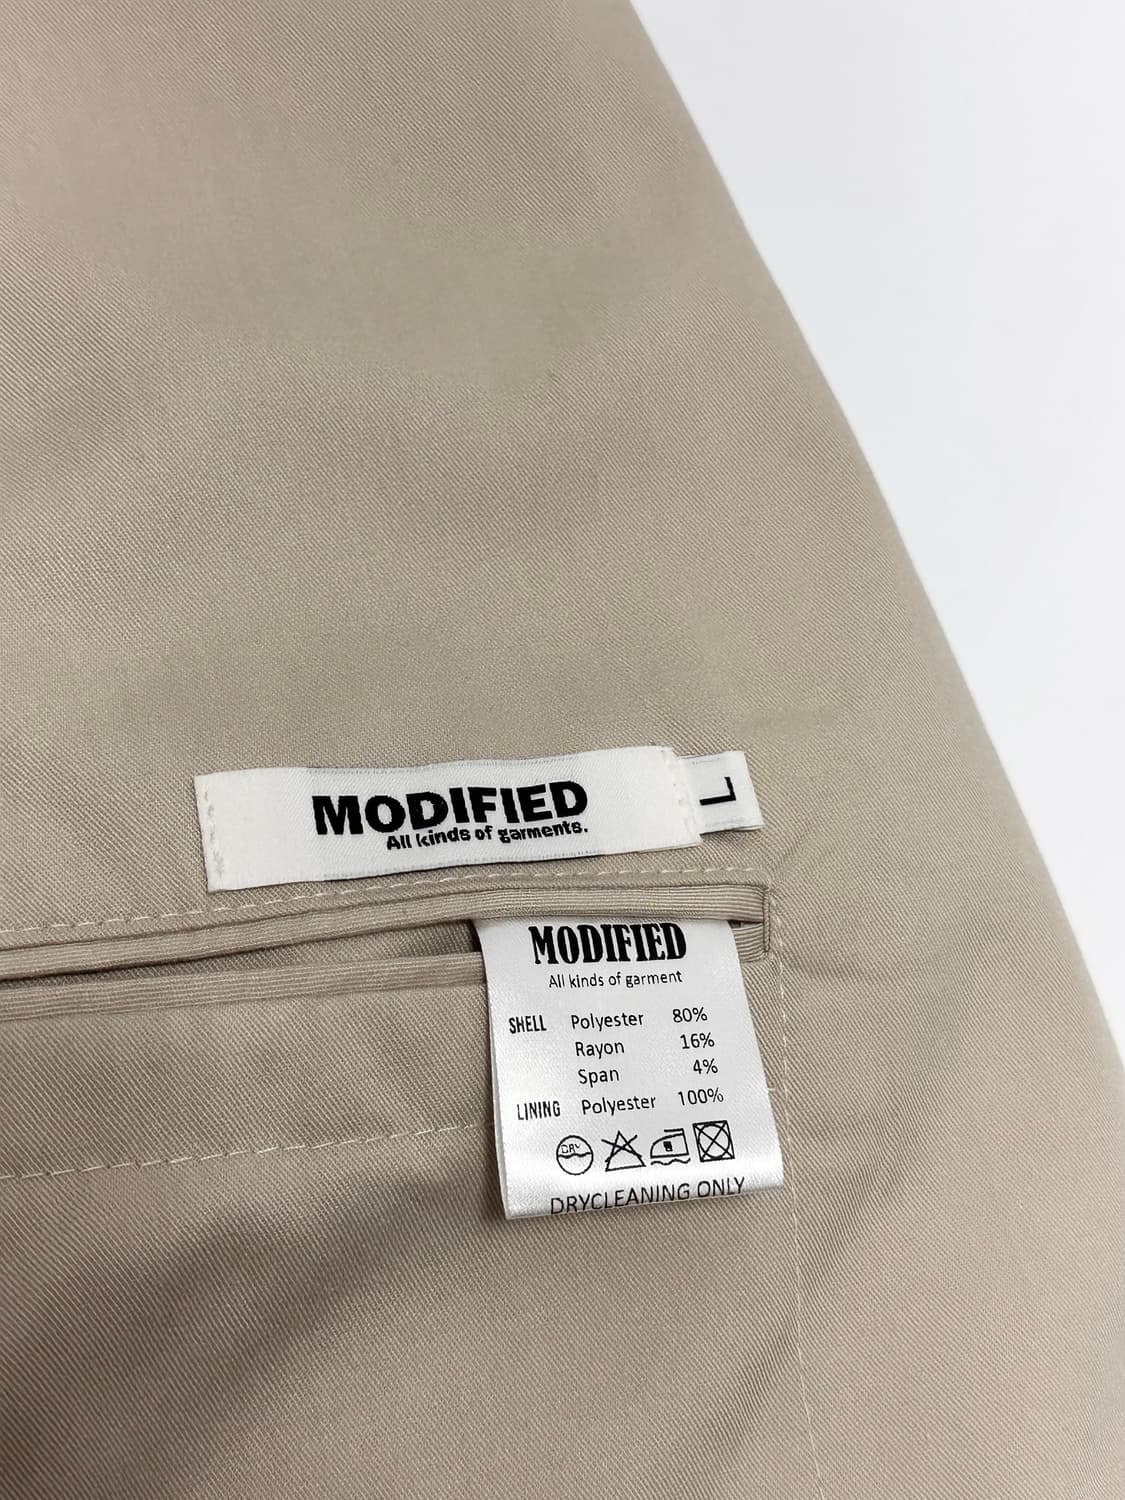 MODIFIED
All kinds of garments.
L
MODIFIED
All kinds of garment
SHELL Polyester 80%
Rayon 16%
Span 4%
LINING Polyester 100%
DRY
DRYCLEANING ONLY